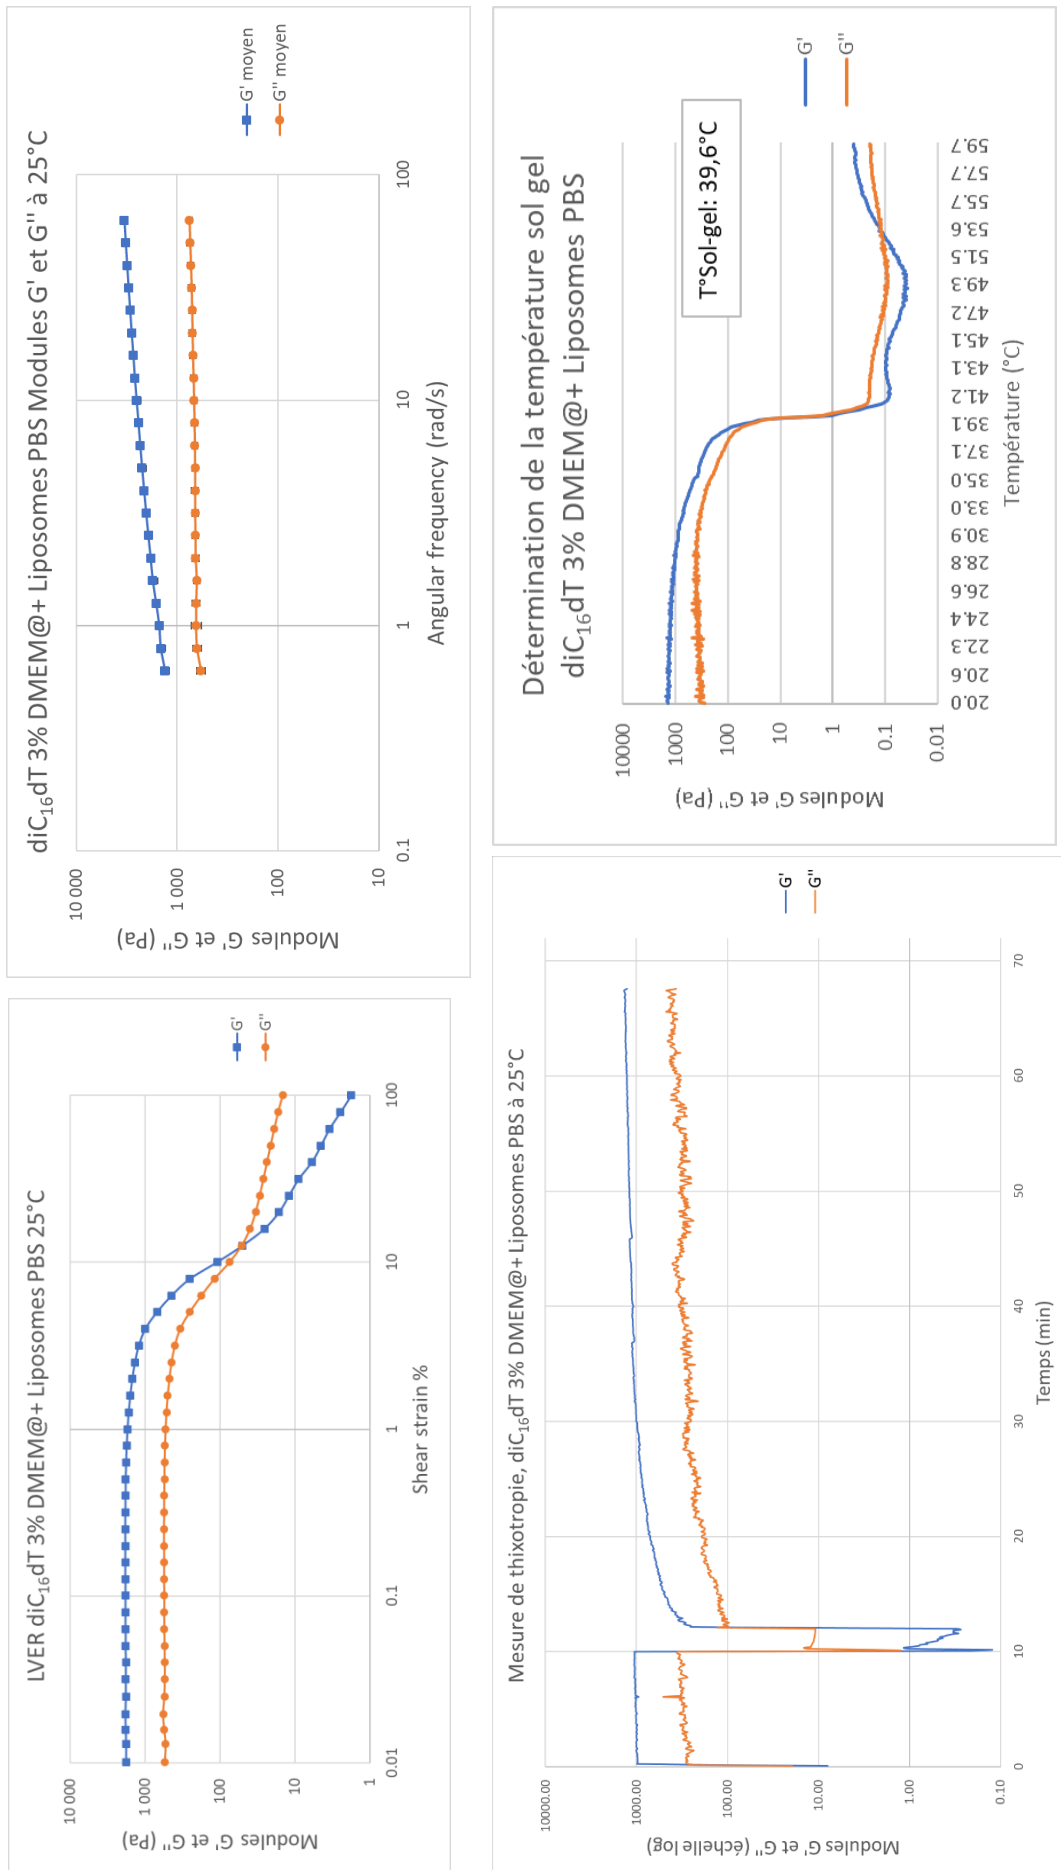 LVER diC16dT 3% DMEM@+ Liposomes PBS 25°C
Modules G' et G'' (Pa)
10 000
1 000
100
10
1
0.01
0.1
1
10
100
Shear strain %
G'
G''
diC16dT 3% DMEM@+ Liposomes PBS Modules G' et G'' à 25°C
Modules G' et G'' (Pa)
10 000
1 000
100
10
0.1
1
10
100
Angular frequency (rad/s)
G' moyen
G'' moyen
Mesure de thixotropie, diC16dT 3% DMEM@+ Liposomes PBS à 25°C
Modules G' et G'' (échelle log)
10000.00
1000.00
100.00
10.00
1.00
0.10
0
10
20
30
40
50
60
70
Temps (min)
G'
G''
Détermination de la température sol gel
diC16dT 3% DMEM@+ Liposomes PBS
Modules G' et G'' (Pa)
10000
1000
100
10
1
0.1
0.01
T°Sol-gel: 39,6°C
20.0
20.6
22.3
24.4
26.6
28.8
30.9
33.0
35.0
37.1
39.1
41.2
43.1
45.1
47.2
49.3
51.5
53.6
55.7
57.7
59.7
Température (°C)
G'
G''